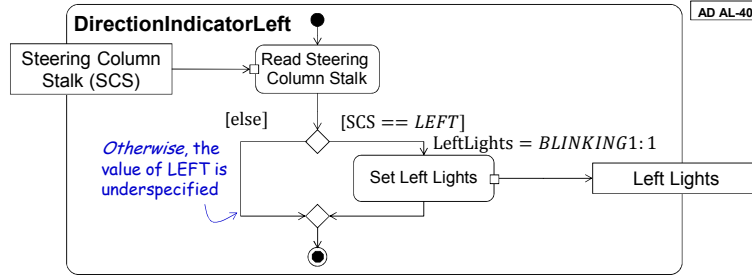 DirectionIndicatorLeft
AD AL-40
Steering Column
Stalk (SCS)
Read Steering
Column Stalk
[else]
[SCS == LEFT]
LeftLights = BLINKING1: 1
Otherwise, the
value of LEFT is
underspecified
Set Left Lights
Left Lights